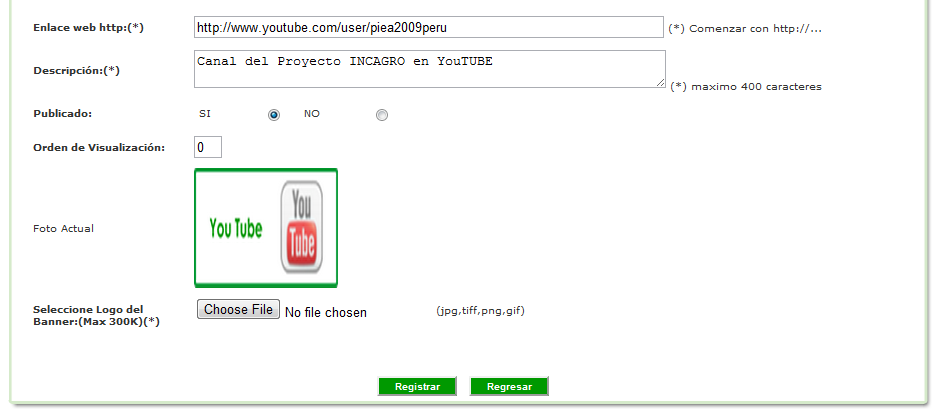 Enlace web http:(*) http://www.youtube.com/user/piea2009peru (*) Comenzar con http://...
Descripción:(*) Canal del Proyecto INCAGRO en YouTUBE (*) maximo 400 caracteres
Publicado: SI NO
Orden de Visualización: 0
Foto Actual
You Tube
You
Tube
Seleccione Logo del
Banner:(Max 300K)(*) Choose File No file chosen (jpg,tiff,png,gif)
Registrar Regresar